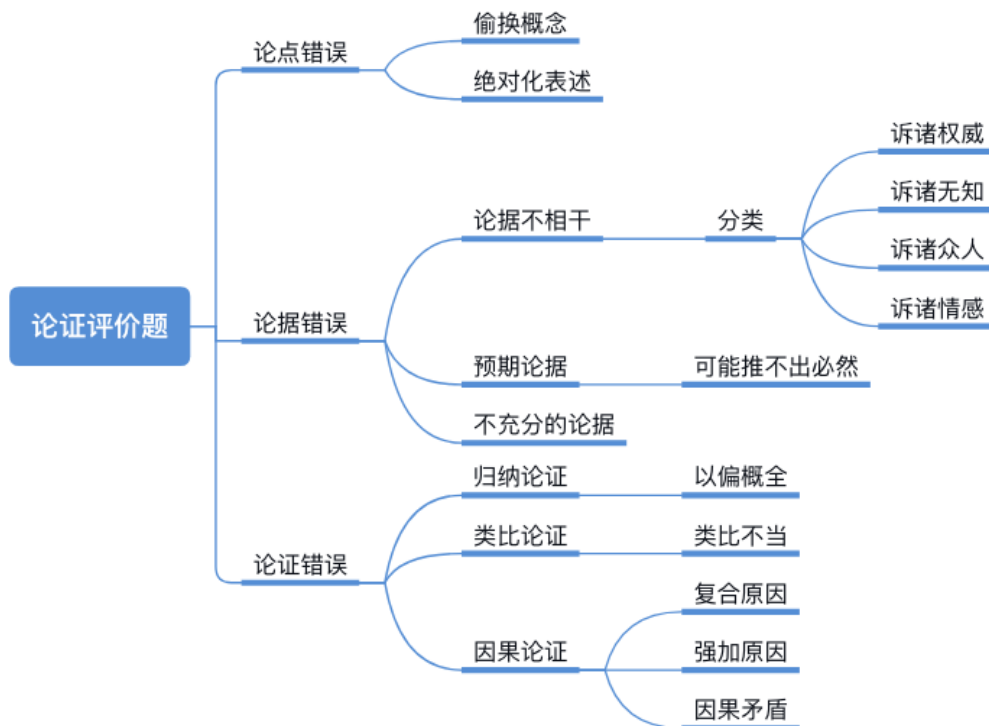 论证评价题
论点错误
偷换概念
绝对化表述
论据错误
论据不相干
分类
诉诸权威
诉诸无知
诉诸众人
诉诸情感
预期论据
可能推不出必然
不充分的论据
论证错误
归纳论证
以偏概全
类比论证
类比不当
因果论证
复合原因
强加原因
因果矛盾